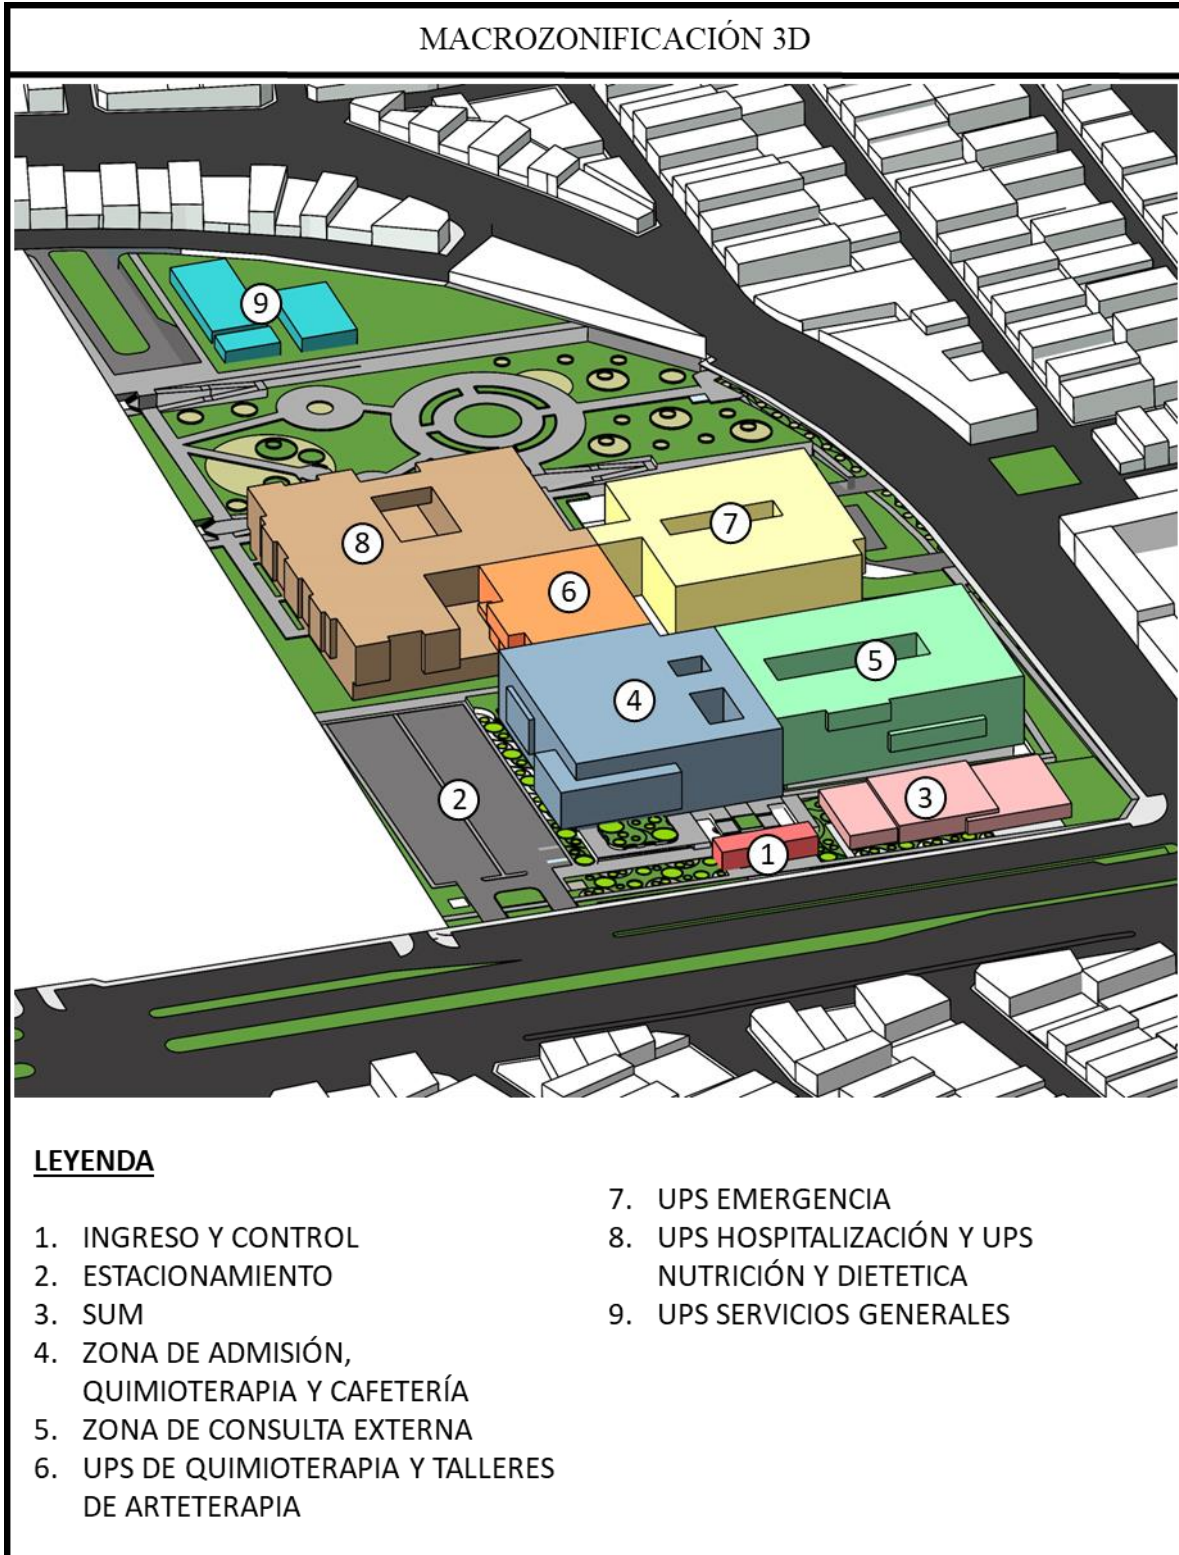 MACROZONIFICACIÓN 3D
9
7
8
6
5
4
2
3
1
LEYENDA
1. INGRESO Y CONTROL
2. ESTACIONAMIENTO
3. SUM
4. ZONA DE ADMISIÓN,
QUIMIOTERAPIA Y CAFETERÍA
5. ZONA DE CONSULTA EXTERNA
6. UPS DE QUIMIOTERAPIA Y TALLERES
DE ARTETERAPIA
7. UPS EMERGENCIA
8. UPS HOSPITALIZACIÓN Y UPS
NUTRICIÓN Y DIETETICA
9. UPS SERVICIOS GENERALES